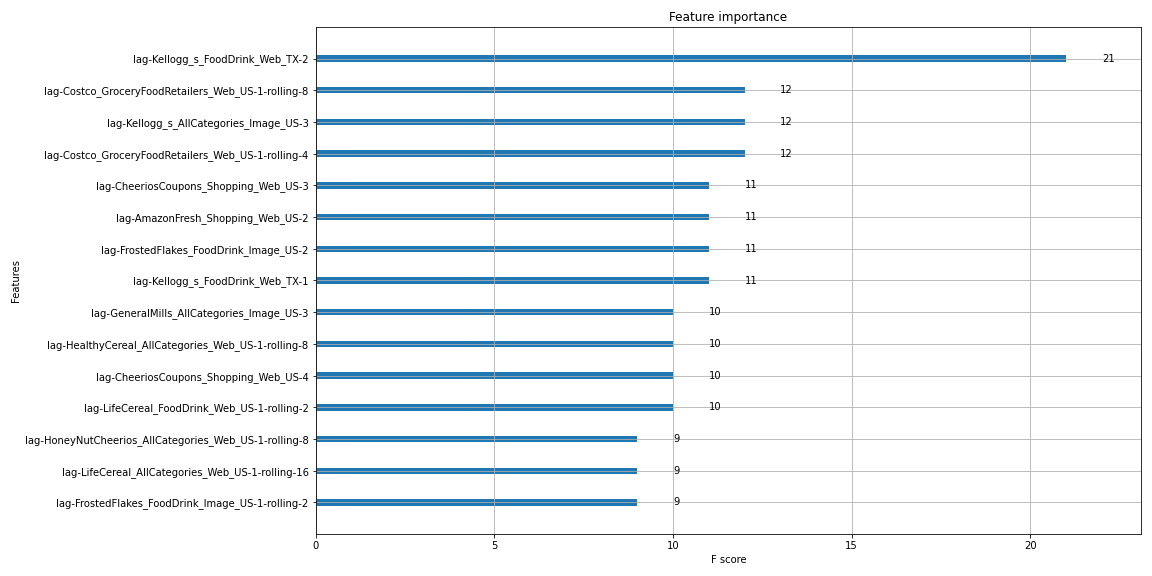 Feature importance
lag-Kellogg_s_FoodDrink_Web_TX-2 21
lag-Costco_GroceryFoodRetailers_Web_US-1-rolling-8 12
lag-Kellogg_s_AllCategories_Image_US-3 12
lag-Costco_GroceryFoodRetailers_Web_US-1-rolling-4 12
lag-CheeriosCoupons_Shopping_Web_US-3 11
lag-AmazonFresh_Shopping_Web_US-2 11
lag-FrostedFlakes_FoodDrink_Image_US-2 11
lag-Kellogg_s_FoodDrink_Web_TX-1 11
lag-GeneralMills_AllCategories_Image_US-3 10
lag-HealthyCereal_AllCategories_Web_US-1-rolling-8 10
lag-CheeriosCoupons_Shopping_Web_US-4 10
lag-LifeCereal_FoodDrink_Web_US-1-rolling-2 10
lag-HoneyNutCheerios_AllCategories_Web_US-1-rolling-8 9
lag-LifeCereal_AllCategories_Web_US-1-rolling-16 9
lag-FrostedFlakes_FoodDrink_Image_US-1-rolling-2 9
Features
0 5 10 15 20
F score